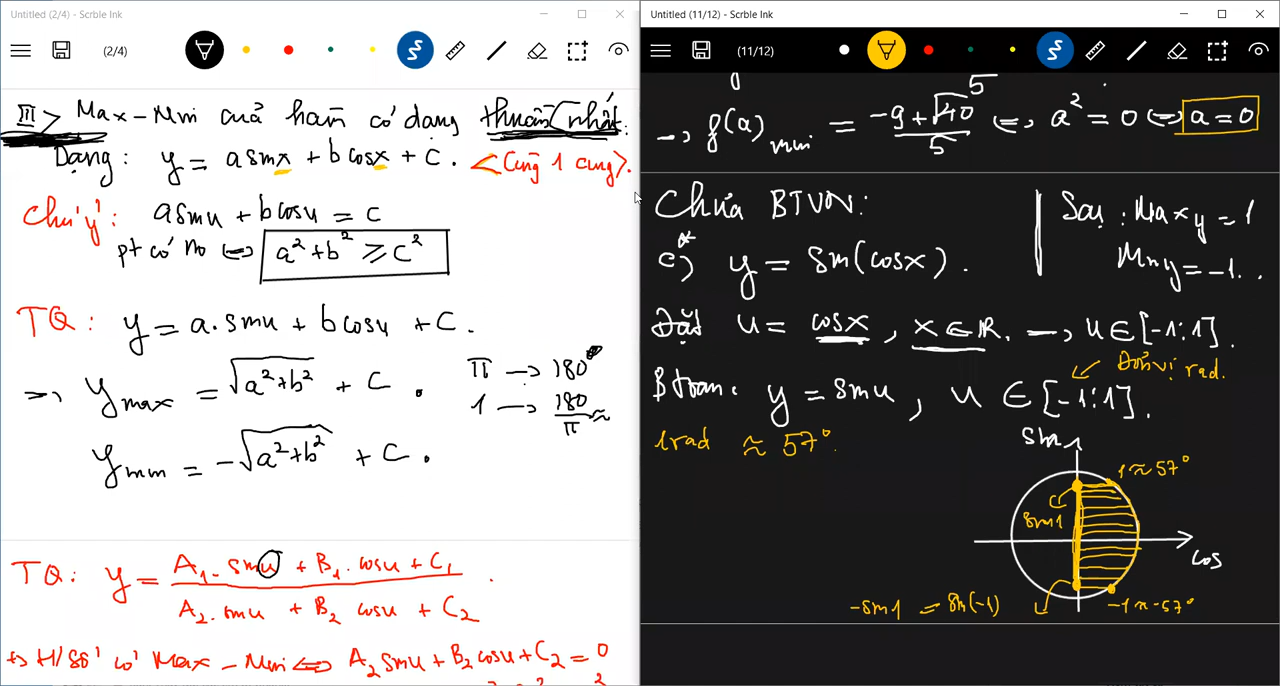 Untitled (2/4) - Scrble Ink
(2/4)
III> Max - Min của hàm có dạng thuần nhất:
Dạng: y = a sinx + b cosx + c. <Cùng 1 cung>.
Chú ý: a sinu + b cosu = c
pt có no ⇔ a² + b² ⩾ c²
TQ: y = a. sinu + b cosu + c.
=> y max = √a²+b² + c.
π → 180°
1 → 180/π ≈
y min = -√a²+b² + c.
TQ: y = (A₁. sinu + B₁. cosu + C₁)/(A₂. sinu + B₂ cosu + C₂).
+> H/số có Max - Min ⇔ A₂ sinu + B₂ cosu + C₂ = 0
Untitled (11/12) - Scrble Ink
(11/12)
→ f(a) min = (-9 + √40)/5 ⇔ a² = 0 ⇔ a = 0
5
Chữa BTVN:
c)* y = sin(cosx).
Sai: Max y = 1
Min y = -1..
Đặt u = cosx, x ∈ ℝ. → u ∈ [-1;1].
Đơn vị rad.
B toán: y = sinu, u ∈ [-1;1].
1rad ≈ 57°.
sin
1
1 ≈ 57°
sin1
cos
-sin1 = sin(-1)
-1 ≈ -57°